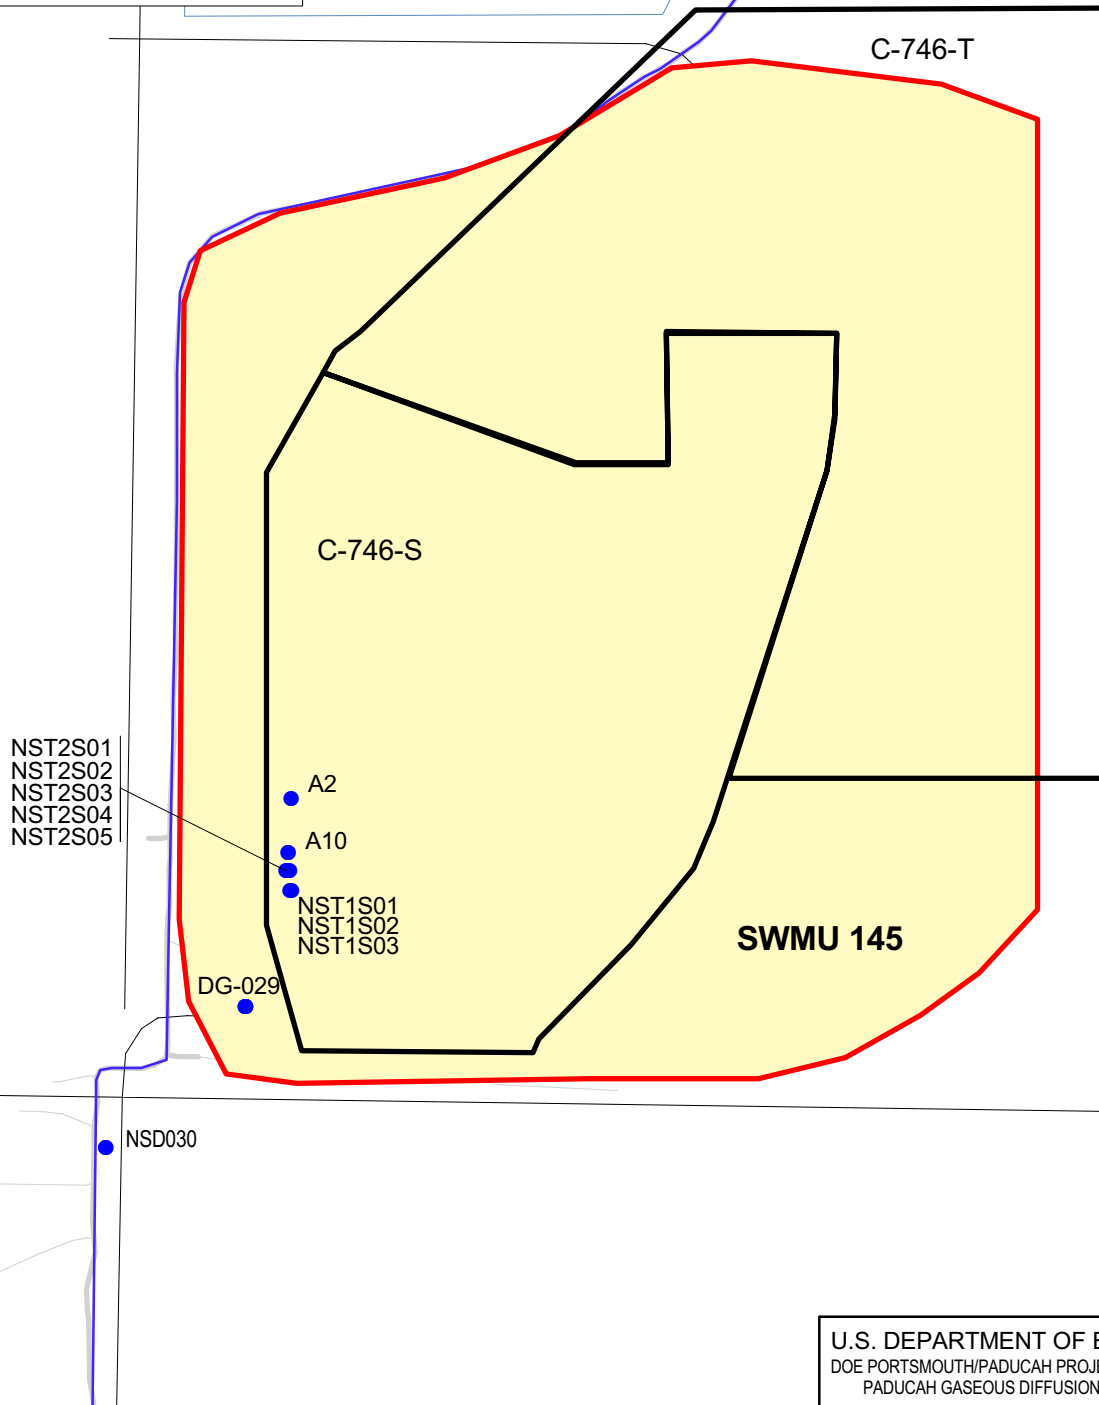 C-746-T
C-746-S
NST2S01
NST2S02
NST2S03
NST2S04
NST2S05
A2
A10
NST1S01
NST1S02
NST1S03
SWMU 145
DG-029
NSD030
U.S. DEPARTMENT OF
DOE PORTSMOUTH/PADUCAH
PADUCAH GASEOUS DIFFUSION